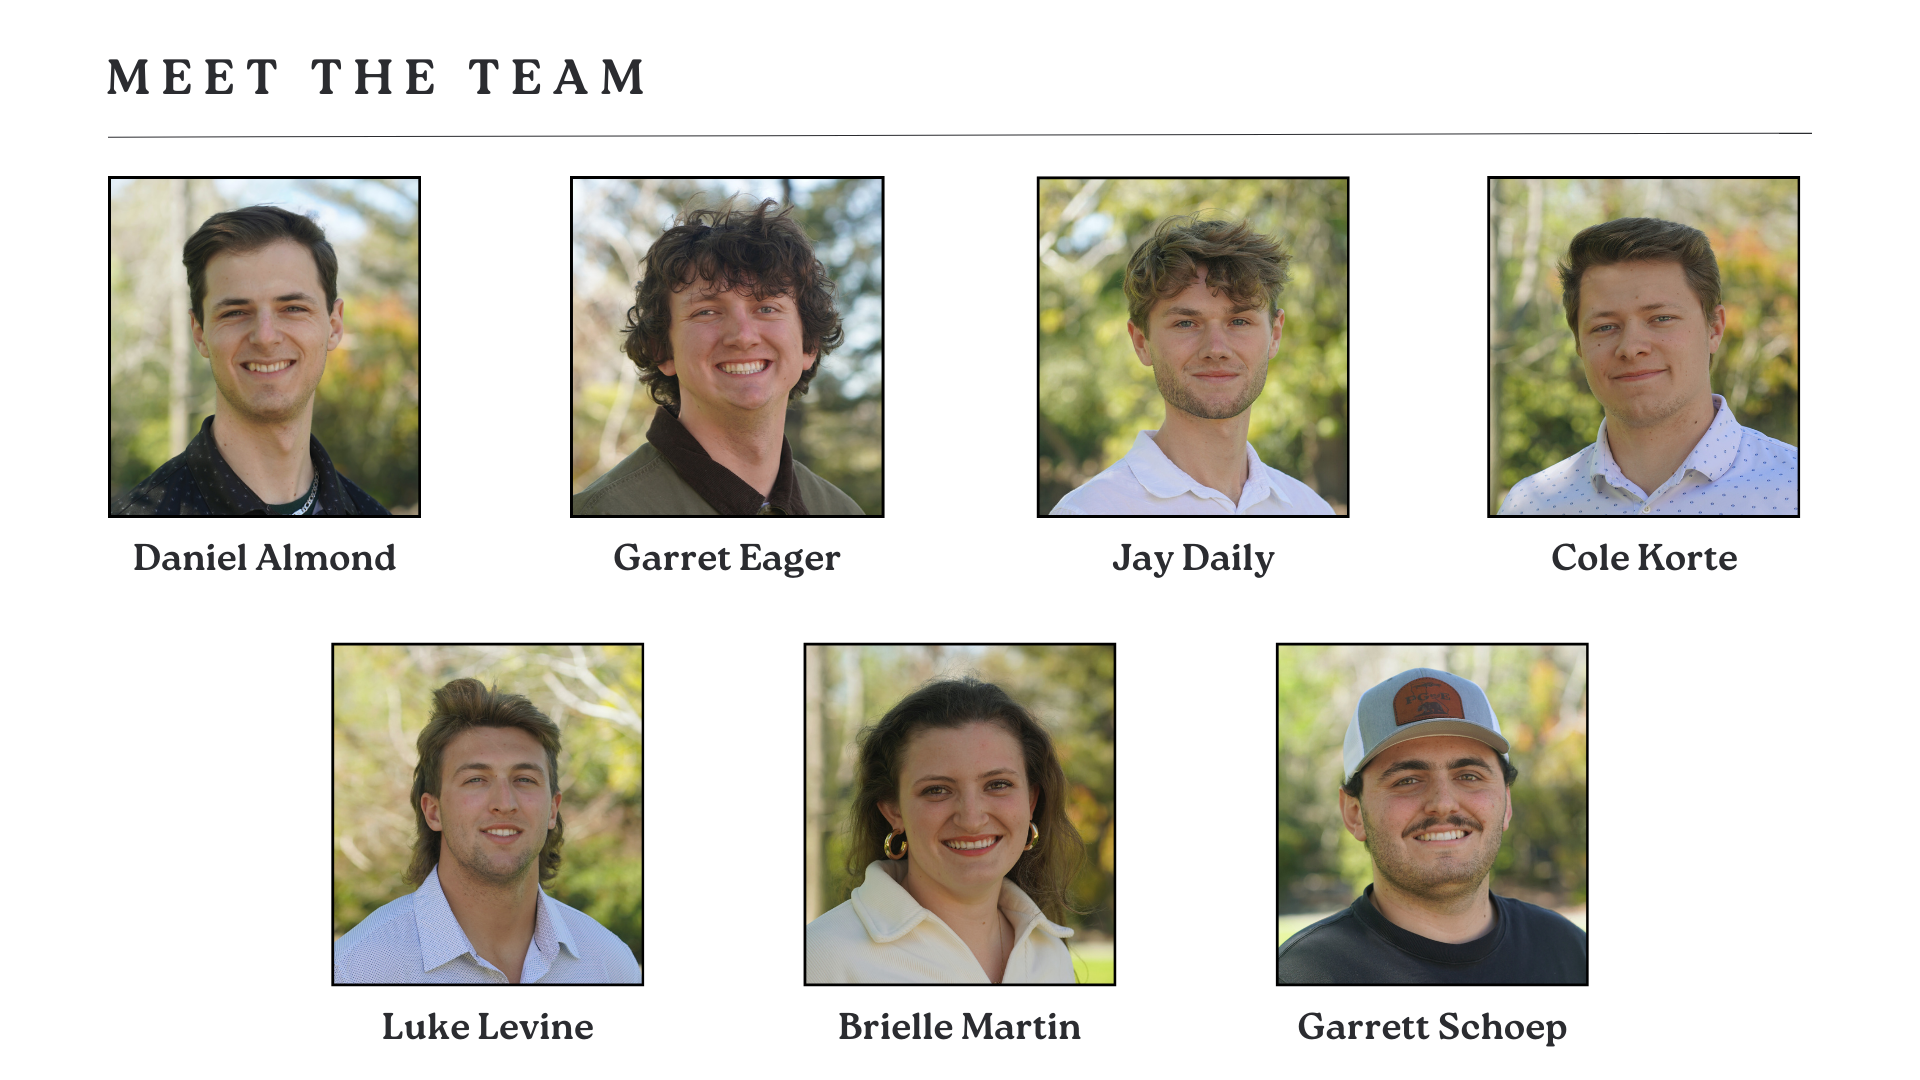 MEET THE TEAM
Daniel Almond
Garret Eager
Jay Daily
Cole Korte
Luke Levine
Brielle Martin
Garrett Schoep